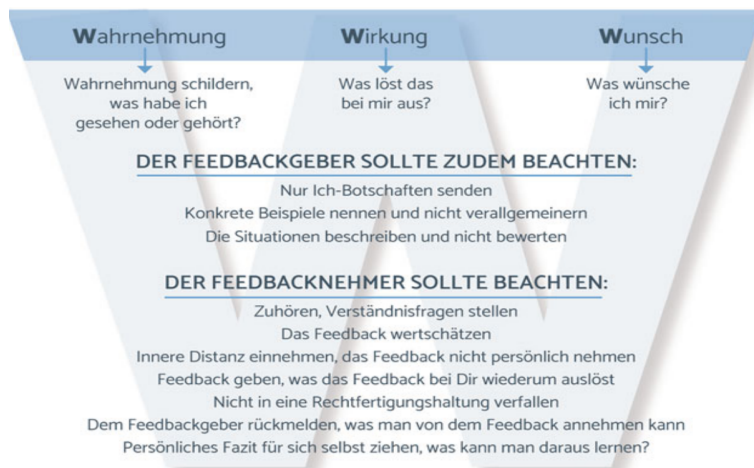 Wahrnehmung Wirkung Wunsch
Wahrnehmung schildern,
was habe ich
gesehen oder gehört?
Was löst das
bei mir aus?
Was wünsche
ich mir?
DER FEEDBACKGEBER SOLLTE ZUDEM BEACHTEN:
Nur Ich-Botschaften senden
Konkrete Beispiele nennen und nicht verallgemeinern
Die Situationen beschreiben und nicht bewerten
DER FEEDBACKNEHMER SOLLTE BEACHTEN:
Zuhören, Verständnisfragen stellen
Das Feedback wertschätzen
Innere Distanz einnehmen, das Feedback nicht persönlich nehmen
Feedback geben, was das Feedback bei Dir wiederum auslöst
Nicht in eine Rechtfertigungshaltung verfallen
Dem Feedbackgeber rückmelden, was man von dem Feedback annehmen kann
Persönliches Fazit für sich selbst ziehen, was kann man daraus lernen?